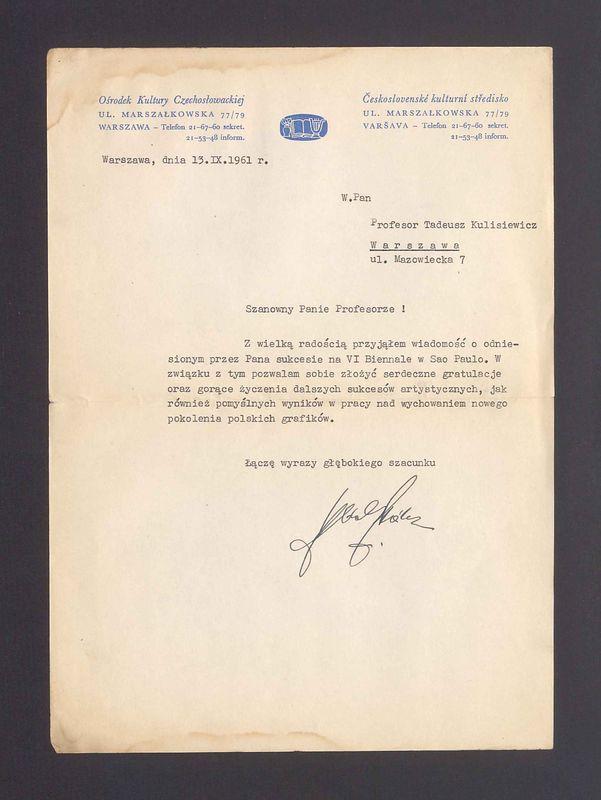 Ośrodek Kultury Czechosłowackiej
UL. MARSZAŁKOWSKA 77/79
WARSZAWA – Telefon 21-67-60 sekret.
21-53-48 inform.
Československé kulturní středisko
UL. MARSZAŁKOWSKA 77/79
VARŠAVA – Telefon 21-67-60 sekret.
21-53-48 inform.
Warszawa, dnia 13.IX.1961 r.
W.Pan
Profesor Tadeusz Kulisiewicz
W a r s z a w a
ul. Mazowiecka 7
Szanowny Panie Profesorze !
Z wielką radością przyjąłem wiadomość o odnie-
sionym przez Pana sukcesie na VI Biennale w Sao Paulo. W
związku z tym pozwalam sobie złożyć serdeczne gratulacje
oraz gorące życzenia dalszych sukcesów artystycznych, jak
również pomyślnych wyników w pracy nad wychowaniem nowego
pokolenia polskich grafików.
Łączę wyrazy głębokiego szacunku